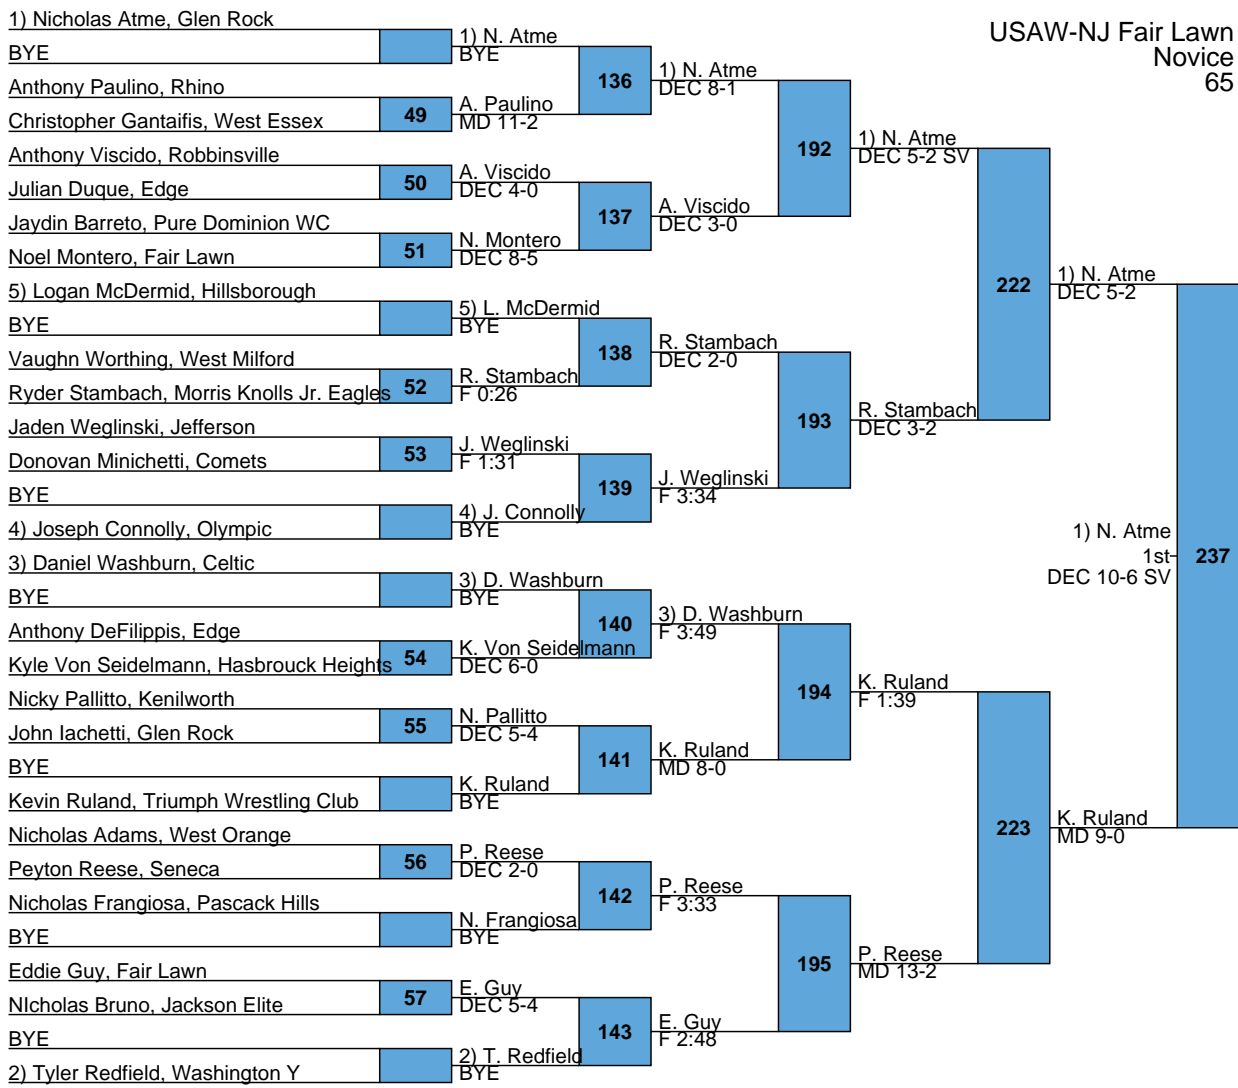 USAW-NJ Fair Lawn
Novice
65
1) Nicholas Atme, Glen Rock
BYE
Anthony Paulino, Rhino
Christopher Gantaifis, West Essex
Anthony Viscido, Robbinsville
Julian Duque, Edge
Jaydin Barreto, Pure Dominion WC
Noel Montero, Fair Lawn
5) Logan McDermid, Hillsborough
BYE
Vaughn Worthing, West Milford
Ryder Stambach, Morris Knolls Jr. Eagles
Jaden Weglinski, Jefferson
Donovan Minichetti, Comets
BYE
4) Joseph Connolly, Olympic
3) Daniel Washburn, Celtic
BYE
Anthony DeFilippis, Edge
Kyle Von Seidelmann, Hasbrouck Heights
Nicky Pallitto, Kenilworth
John Iachetti, Glen Rock
BYE
Kevin Ruland, Triumph Wrestling Club
Nicholas Adams, West Orange
Peyton Reese, Seneca
Nicholas Frangiosa, Pascack Hills
BYE
Eddie Guy, Fair Lawn
NIcholas Bruno, Jackson Elite
BYE
2) Tyler Redfield, Washington Y
49
50
51
52
53
54
55
56
57
1) N. Atme
BYE
A. Paulino
MD 11-2
A. Viscido
DEC 4-0
N. Montero
DEC 8-5
5) L. McDermid
BYE
R. Stambach
F 0:26
J. Weglinski
F 1:31
4) J. Connolly
BYE
3) D. Washburn
BYE
K. Von Seidelmann
DEC 6-0
N. Pallitto
DEC 5-4
K. Ruland
BYE
P. Reese
DEC 2-0
N. Frangiosa
BYE
E. Guy
DEC 5-4
2) T. Redfield
BYE
136
137
138
139
140
141
142
143
1) N. Atme
DEC 8-1
A. Viscido
DEC 3-0
R. Stambach
DEC 2-0
J. Weglinski
F 3:34
3) D. Washburn
F 3:49
K. Ruland
MD 8-0
P. Reese
F 3:33
E. Guy
F 2:48
192
193
194
195
1) N. Atme
DEC 5-2 SV
R. Stambach
DEC 3-2
K. Ruland
F 1:39
P. Reese
MD 13-2
222
223
1) N. Atme
DEC 5-2
K. Ruland
MD 9-0
237
1) N. Atme
1st
DEC 10-6 SV